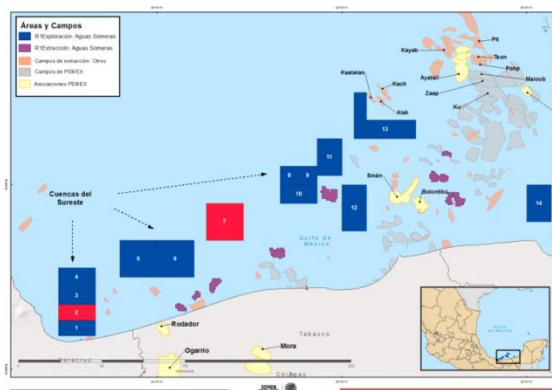 Áreas y Campos
R1Exploración: Aguas Someras
R1Extracción: Aguas Someras
Campos de extracción: Otros
Campos de PEMEX
Asociaciones PEMEX
Pit
Kayab
Tson
Pohp
Ayatsil
Maloob
Zaap
Ku
Kastelan
Kach
Alak
13
11
8
9
10
12
Sinán
Bolontikú
14
Cuencas del
Sureste
7
Golfo de
México
5
6
4
3
2
1
Rodador
Ogarrio
Mora
Tabasco
Veracruz
Chiapas
Golfo
de México
SENER